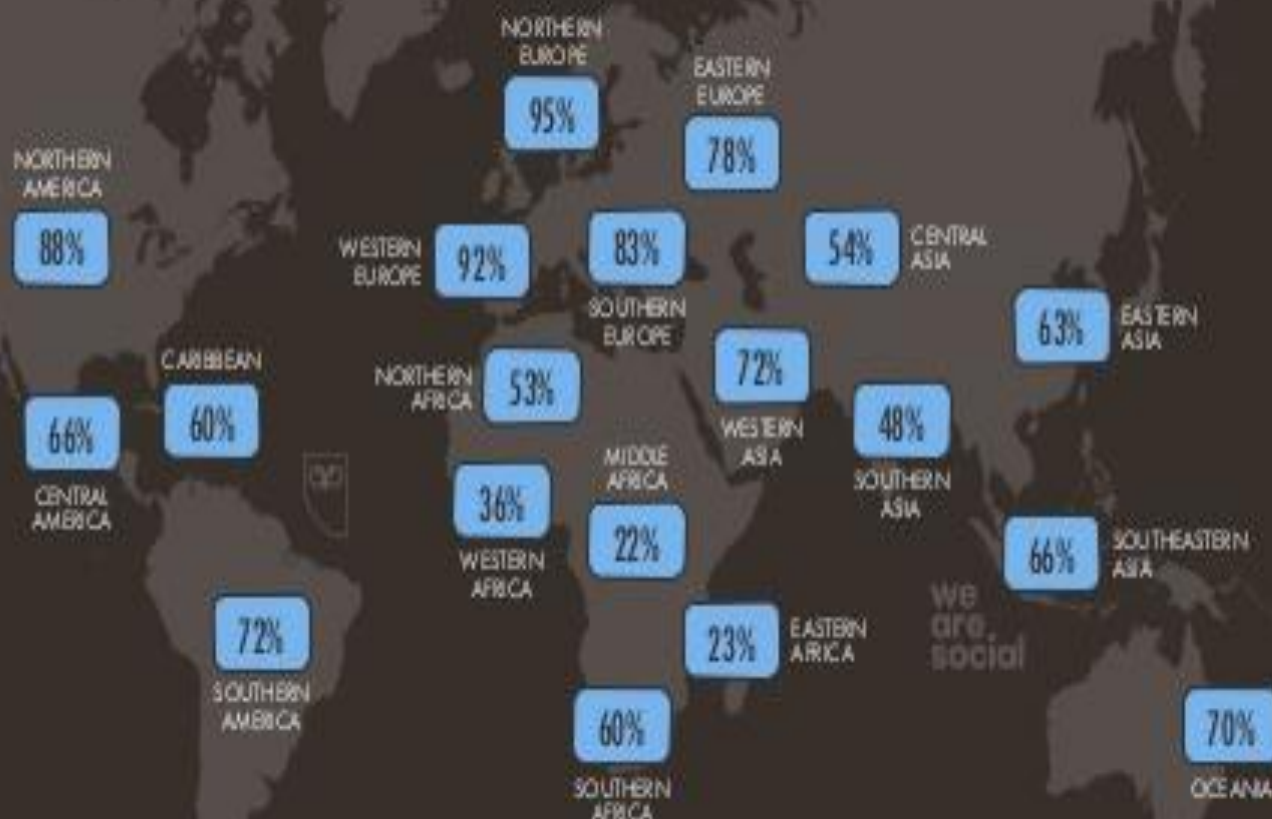 NORTHERN
EUROPE
95%
EASTERN
EUROPE
78%
NORTHERN
AMERICA
88%
WESTERN
EUROPE
92%
83%
SOUTHERN
EUROPE
54%
CENTRAL
ASIA
63%
EASTERN
ASIA
CARIBBEAN
60%
NORTHERN
AFRICA
53%
72%
WESTERN
ASIA
48%
SOUTHERN
ASIA
66%
CENTRAL
AMERICA
36%
WESTERN
AFRICA
MIDDLE
AFRICA
22%
66%
SOUTHEASTERN
ASIA
we
are.
social
72%
SOUTHERN
AMERICA
23%
EASTERN
AFRICA
60%
SOUTHERN
AFRICA
70%
OCEANIA